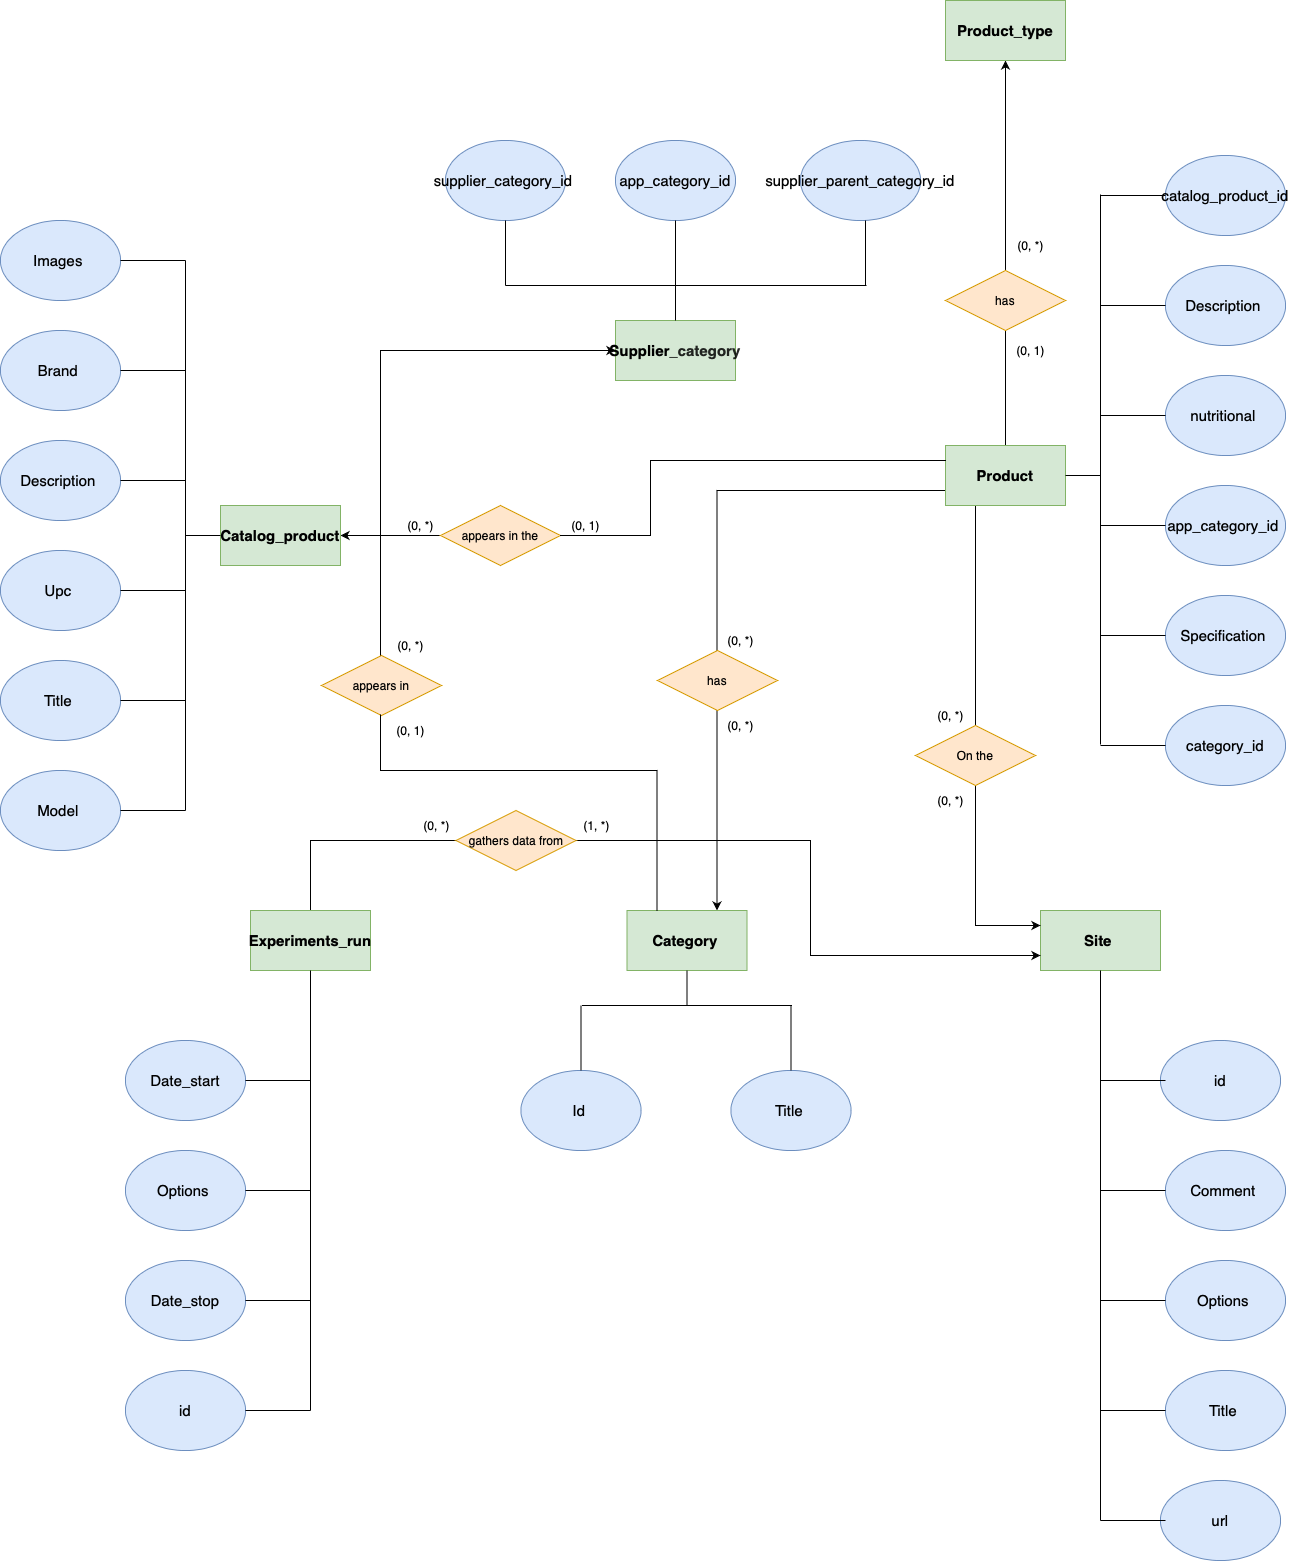 Product_type
supplier_category_id
app_category_id
supplier_parent_category_id
catalog_product_id
(0, *)
Images
has
Description
Supplier_category
(0, 1)
Brand
nutritional
Product
Description
(0, *)
appears in the
(0, 1)
Catalog_product
app_category_id
Upc
(0, *)
(0, *)
Specification
appears in
has
Title
(0, 1)
(0, *)
(0, *)
category_id
On the
(0, *)
Model
(0, *)
(1, *)
gathers data from
Experiments_run
Category
Site
Date_start
id
Id
Title
Options
Comment
Date_stop
Options
id
Title
url